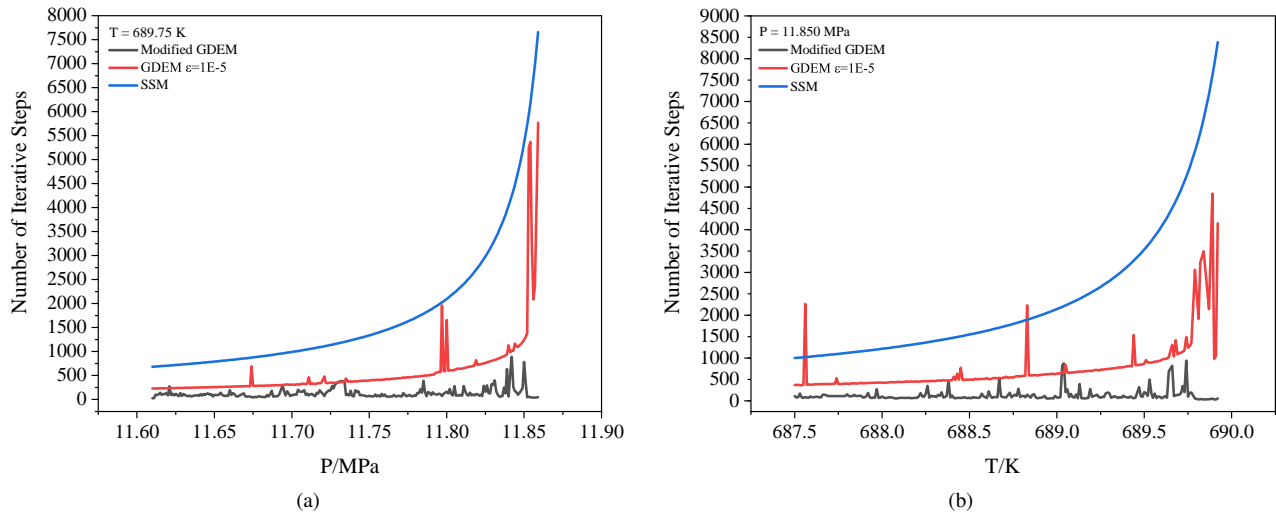 8000
7500
7000
6500
6000
5500
5000
4500
4000
3500
3000
2500
2000
1500
1000
500
0
Number of Iterative Steps
T = 689.75 K
Modified GDEM
GDEM ε=1E-5
SSM
11.60 11.65 11.70 11.75 11.80 11.85 11.90
P/MPa
(a)
9000
8500
8000
7500
7000
6500
6000
5500
5000
4500
4000
3500
3000
2500
2000
1500
1000
500
0
Number of Iterative Steps
P = 11.850 MPa
Modified GDEM
GDEM ε=1E-5
SSM
687.5 688.0 688.5 689.0 689.5 690.0
T/K
(b)